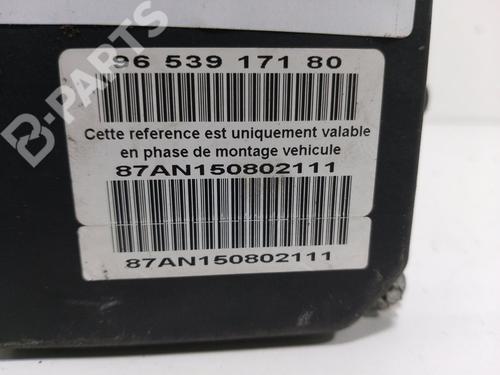 B-PARTS
96 539 171 80
Cette reference est uniquement valable
en phase de montage vehicule
87AN150802111
87AN150802111